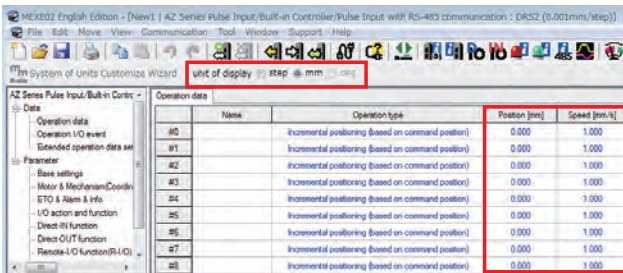 MEXE02 English Edition - [New1 | AZ Series Pulse Input/Built-in Controller/Pulse Input with RS-485 communication : DRS2 (0.001mm/step)]
File Edit Move View Communication Tool Window Support Help
System of Units Customize Wizard unit of display step mm deg
AZ Series Pulse Input/Built-in Contro
Data
Operation data
Operation I/O event
Extended operation data set
Parameter
Base settings
Motor & Mechanism(Coordin
ETO & Alarm & Info
I/O action and function
Direct-IN function
Direct-OUT function
Remote-I/O function(R-I/O)
Operation data
Name Operation type Position [mm] Speed [mm/s]
#0 Incremental positioning (based on command position) 0.000 1.000
#1 Incremental positioning (based on command position) 0.000 1.000
#2 Incremental positioning (based on command position) 0.000 1.000
#3 Incremental positioning (based on command position) 0.000 1.000
#4 Incremental positioning (based on command position) 0.000 1.000
#5 Incremental positioning (based on command position) 0.000 1.000
#6 Incremental positioning (based on command position) 0.000 1.000
#7 Incremental positioning (based on command position) 0.000 1.000
#8 Incremental positioning (based on command position) 0.000 1.000